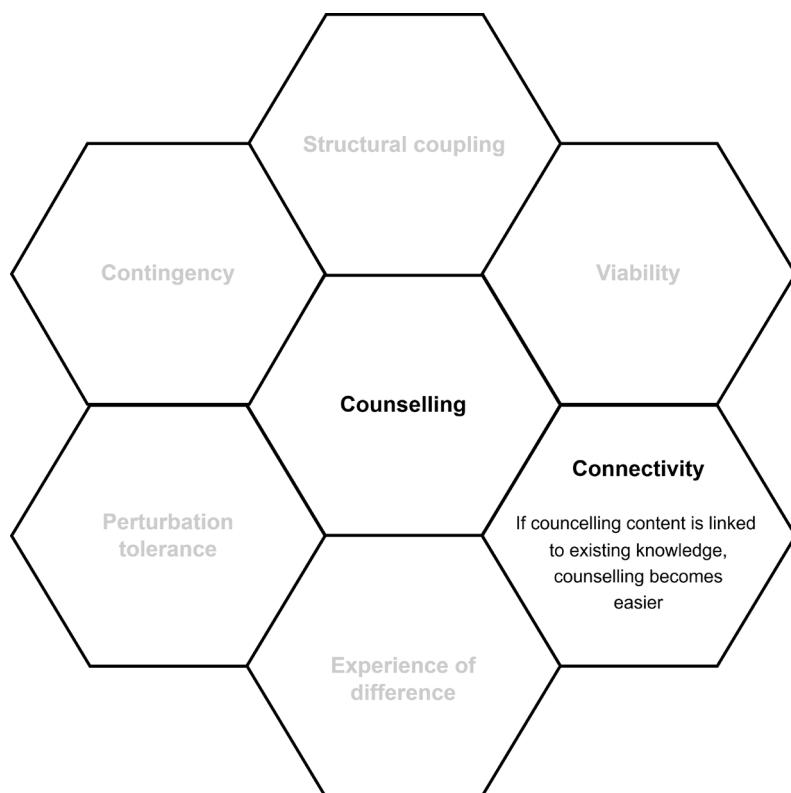 Structural coupling
Contingency
Viability
Counselling
Connectivity
If councelling content is linked
to existing knowledge,
counselling becomes
easier
Perturbation
tolerance
Experience of
difference